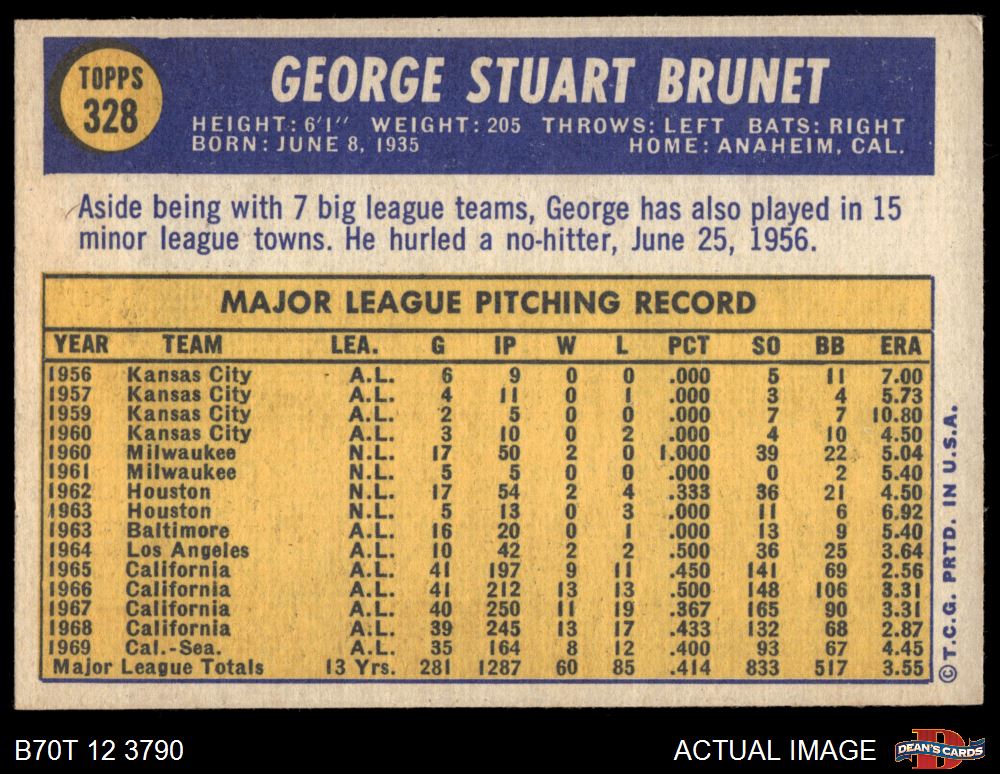 TOPPS
328
GEORGE STUART BRUNET
HEIGHT: 6'1" WEIGHT: 205 THROWS: LEFT BATS: RIGHT
BORN: JUNE 8, 1935 HOME: ANAHEIM, CAL.
Aside being with 7 big league teams, George has also played in 15
minor league towns. He hurled a no-hitter, June 25, 1956.
MAJOR LEAGUE PITCHING RECORD
YEAR TEAM LEA. G IP W L PCT SO BB ERA
1956 Kansas City A.L. 6 9 0 0 .000 5 11 7.00
1957 Kansas City A.L. 4 11 0 1 .000 3 4 5.73
1959 Kansas City A.L. 2 5 0 0 .000 7 7 10.80
1960 Kansas City A.L. 3 10 0 2 .000 4 10 4.50
1960 Milwaukee N.L. 17 50 2 0 1.000 39 22 5.04
1961 Milwaukee N.L. 5 5 0 0 .000 0 2 5.40
1962 Houston N.L. 17 54 2 4 .333 36 21 4.50
1963 Houston N.L. 5 13 0 3 .000 11 6 6.92
1963 Baltimore A.L. 16 20 0 1 .000 13 9 5.40
1964 Los Angeles A.L. 10 42 2 2 .500 36 25 3.64
1965 California A.L. 41 197 9 11 .450 141 69 2.56
1966 California A.L. 41 212 13 13 .500 148 106 3.31
1967 California A.L. 40 250 11 19 .367 165 90 3.31
1968 California A.L. 39 245 13 17 .433 132 68 2.87
1969 Cal.-Sea. A.L. 35 164 8 12 .400 93 67 4.45
Major League Totals 13 Yrs. 281 1287 60 85 .414 833 517 3.55
© T.C.G. PRTD. IN U.S.A.
B70T 12 3790 ACTUAL IMAGE
DEAN'S CARDS